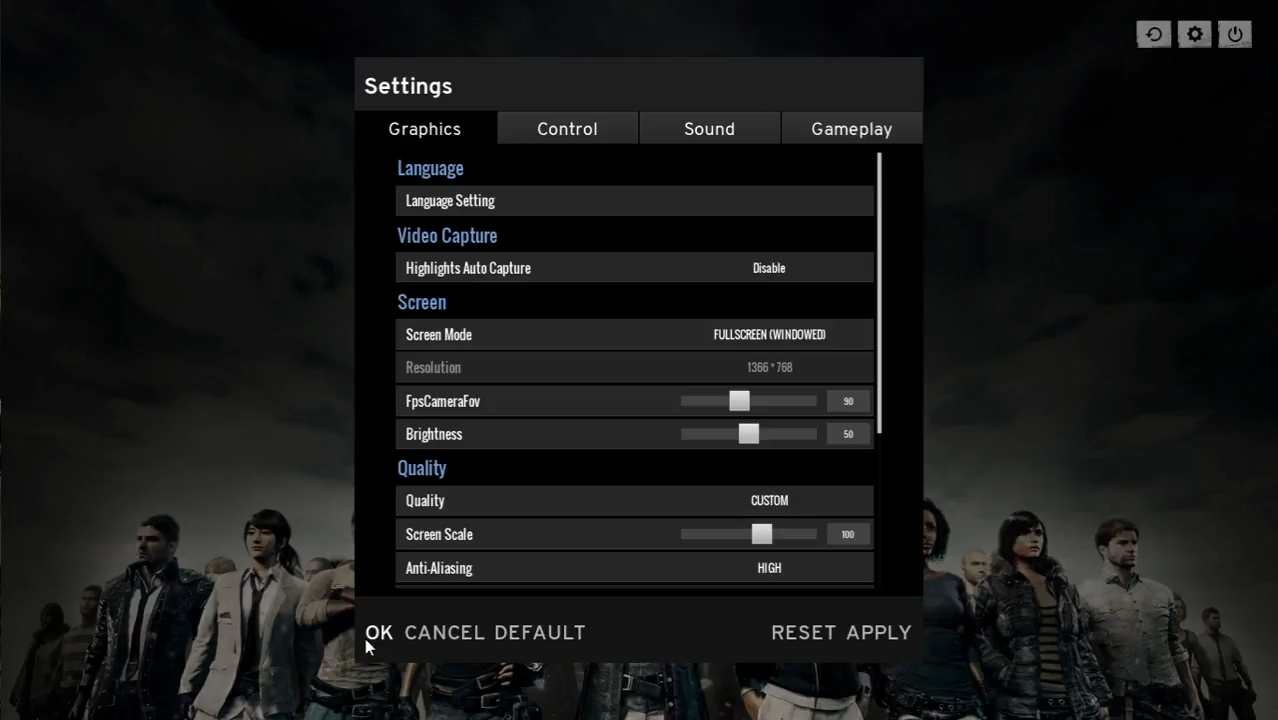 Settings
Graphics Control Sound Gameplay
Language
Language Setting
Video Capture
Highlights Auto Capture Disable
Screen
Screen Mode FULLSCREEN (WINDOWED)
Resolution 1366 * 768
FpsCameraFov 90
Brightness 50
Quality
Quality CUSTOM
Screen Scale 100
Anti-Aliasing HIGH
OK CANCEL DEFAULT RESET APPLY